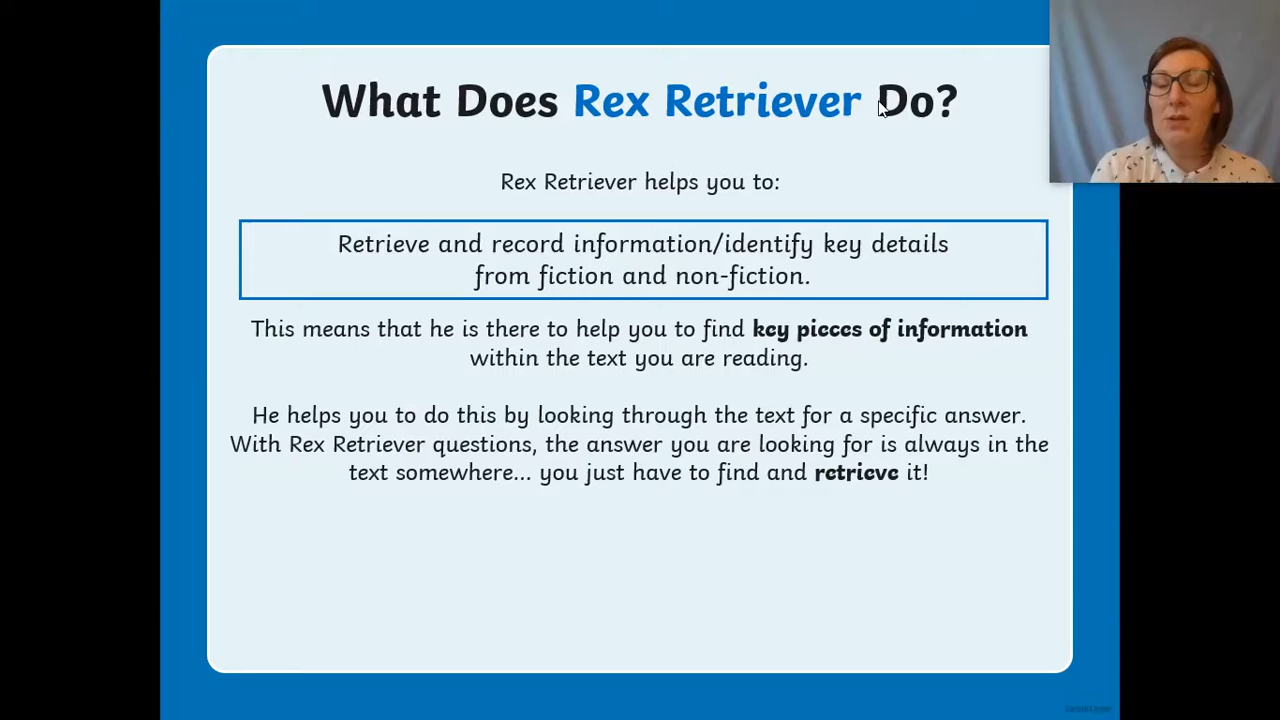 What Does Rex Retriever Do?
Rex Retriever helps you to:
Retrieve and record information/identify key details
from fiction and non-fiction.
This means that he is there to help you to find key pieces of information
within the text you are reading.
He helps you to do this by looking through the text for a specific answer.
With Rex Retriever questions, the answer you are looking for is always in the
text somewhere... you just have to find and retrieve it!